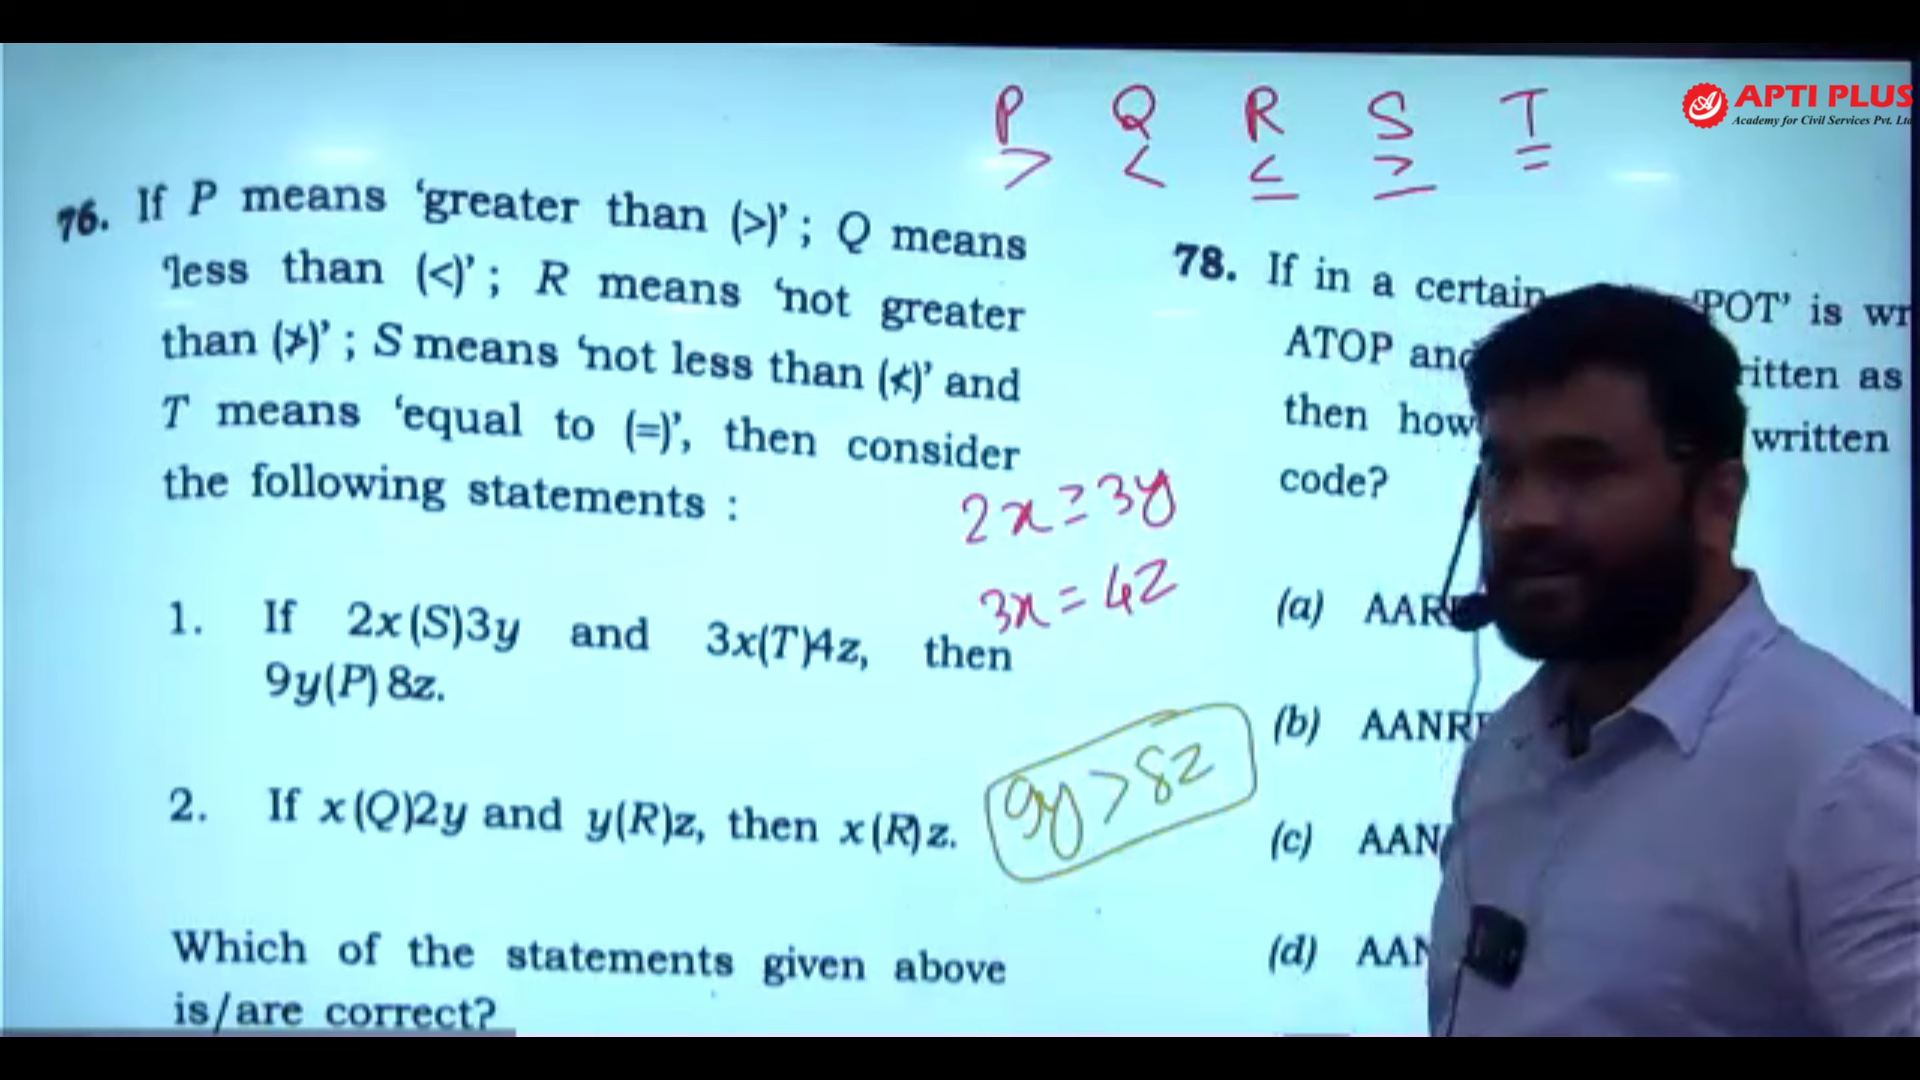 P Q R S T
> < ≤ ≥ =
APTI PLUS
Academy for Civil Services Pvt. Ltd
76. If P means ‘greater than (>)’ ; Q means
‘less than (<)’ ; R means ‘not greater
than (≯)’ ; S means ‘not less than (≮)’ and
T means ‘equal to (=)’, then consider
the following statements :
2x ≥ 3y
3x = 4z
1. If 2x(S)3y and 3x(T)4z, then
9y(P) 8z.
2. If x(Q)2y and y(R)z, then x(R)z.
9y > 8z
Which of the statements given above
is/are correct?
78. If in a certain ‘POT’ is wr
ATOP and ritten as
then how written
code?
(a) AAR
(b) AANR
(c) AAN
(d) AAN